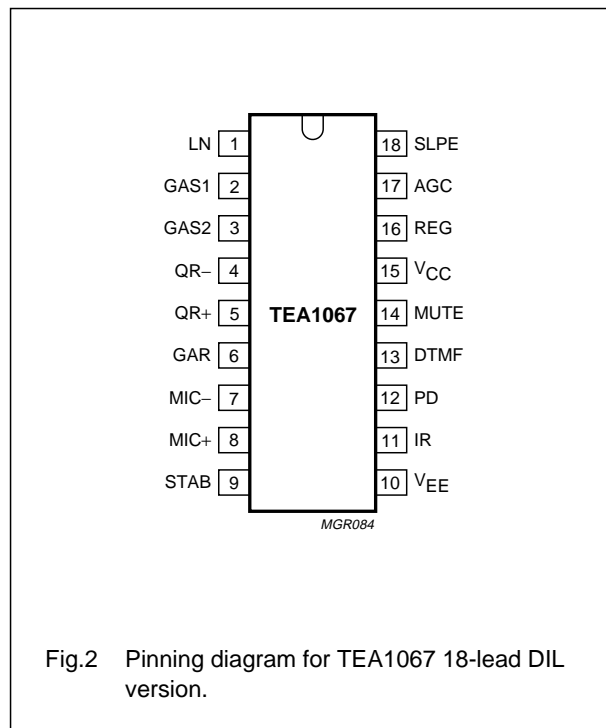 LN 1 18 SLPE
GAS1 2 17 AGC
GAS2 3 16 REG
QR− 4 15 VCC
QR+ 5 TEA1067 14 MUTE
GAR 6 13 DTMF
MIC− 7 12 PD
MIC+ 8 11 IR
STAB 9 10 VEE
MGR084
Fig.2 Pinning diagram for TEA1067 18-lead DIL
version.